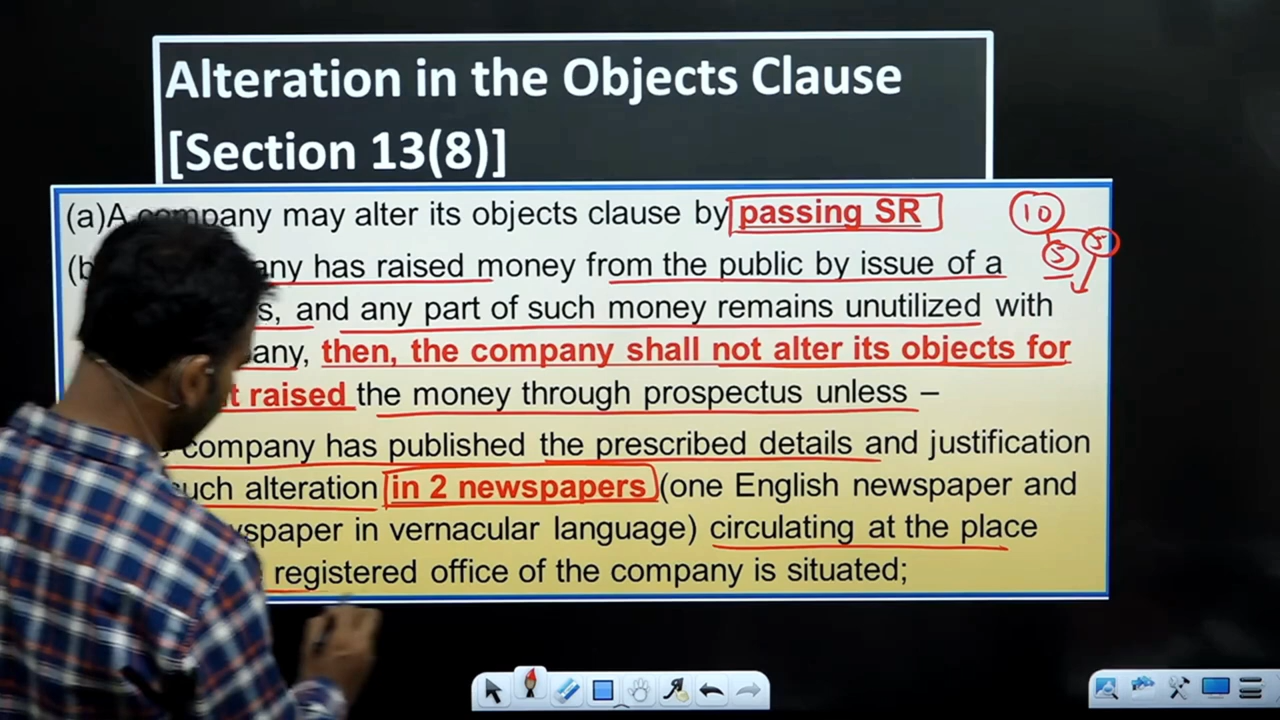 Alteration in the Objects Clause
[Section 13(8)]
(a)A company may alter its objects clause by passing SR
10
5
5
(b any has raised money from the public by issue of a
s, and any part of such money remains unutilized with
any, then, the company shall not alter its objects for
t raised the money through prospectus unless –
company has published the prescribed details and justification
uch alteration in 2 newspapers (one English newspaper and
wspaper in vernacular language) circulating at the place
registered office of the company is situated;